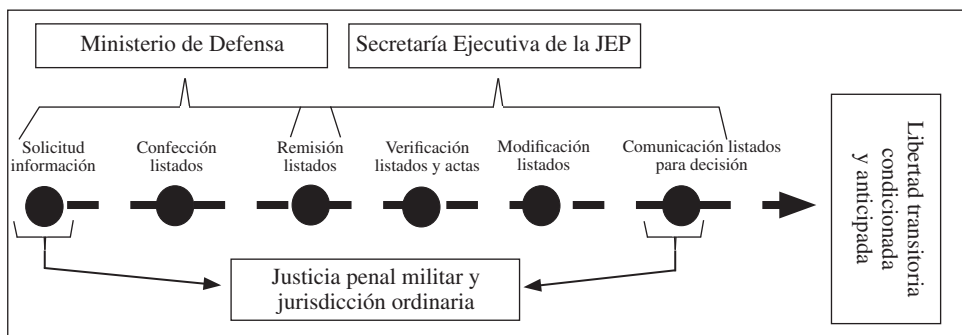 Ministerio de Defensa
Secretaría Ejecutiva de la JEP
Solicitud
información
Confección
listados
Remisión
listados
Verificación
listados y actas
Modificación
listados
Comunicación listados
para decisión
Libertad transitoria
condicionada
y anticipada
Justicia penal militar y
jurisdicción ordinaria